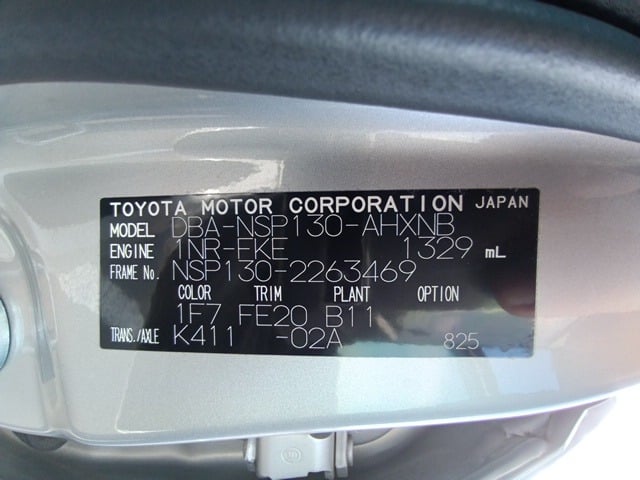 TOYOTA MOTOR CORPORATION JAPAN
MODEL DBA-NSP130-AHXNB
ENGINE 1NR-FKE 1329 mL
FRAME No. NSP130-2263469
COLOR TRIM PLANT OPTION
1F7 FE20 B11
TRANS./AXLE K411 -02A 825